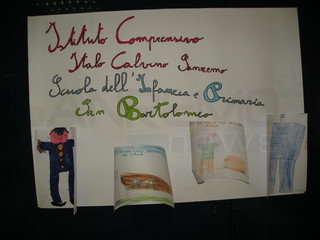 Istituto Comprensivo
Italo Calvino Sanremo
Scuola dell'Infanzia e Primaria
San Bartolomeo